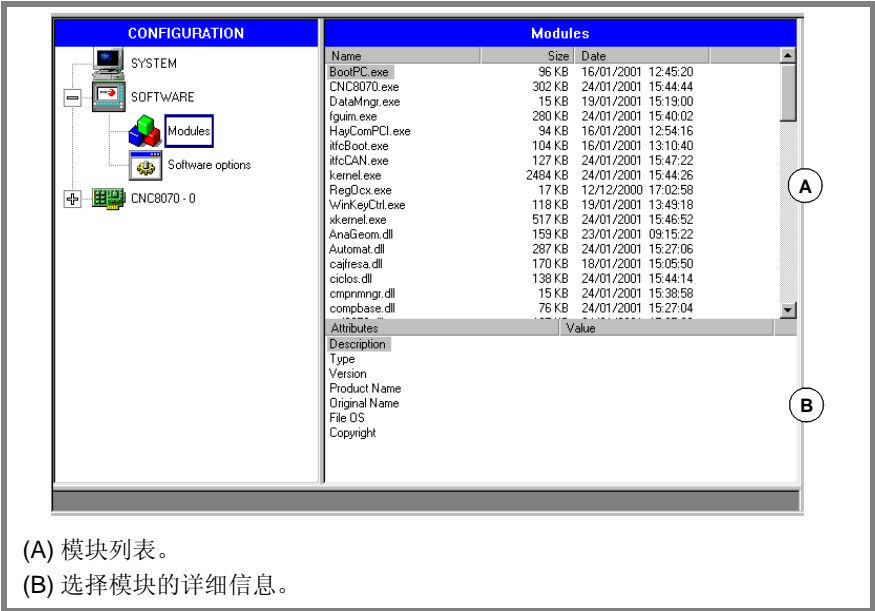 CONFIGURATION
SYSTEM
SOFTWARE
Modules
Software options
CNC8070 - 0
Modules
Name Size Date
BootPC.exe 96 KB 16/01/2001 12:45:20
CNC8070.exe 302 KB 24/01/2001 15:44:44
DataMngr.exe 15 KB 19/01/2001 15:19:00
fguim.exe 280 KB 24/01/2001 15:40:02
HayComPCI.exe 94 KB 16/01/2001 12:54:16
itfcBoot.exe 104 KB 16/01/2001 13:10:40
itfcCAN.exe 127 KB 24/01/2001 15:47:22
kernel.exe 2484 KB 24/01/2001 15:44:26
RegOcx.exe 17 KB 12/12/2000 17:02:58
WinKeyCtrl.exe 118 KB 19/01/2001 13:49:18
xkernel.exe 517 KB 24/01/2001 15:46:52
AnaGeom.dll 159 KB 23/01/2001 09:15:22
Automat.dll 287 KB 24/01/2001 15:27:06
cajfresa.dll 170 KB 18/01/2001 15:05:50
ciclos.dll 138 KB 24/01/2001 15:44:14
cmpnmngr.dll 15 KB 24/01/2001 15:38:58
compbase.dll 76 KB 24/01/2001 15:27:04
A
Attributes Value
Description
Type
Version
Product Name
Original Name
File OS
Copyright
B
(A) 模块列表。
(B) 选择模块的详细信息。